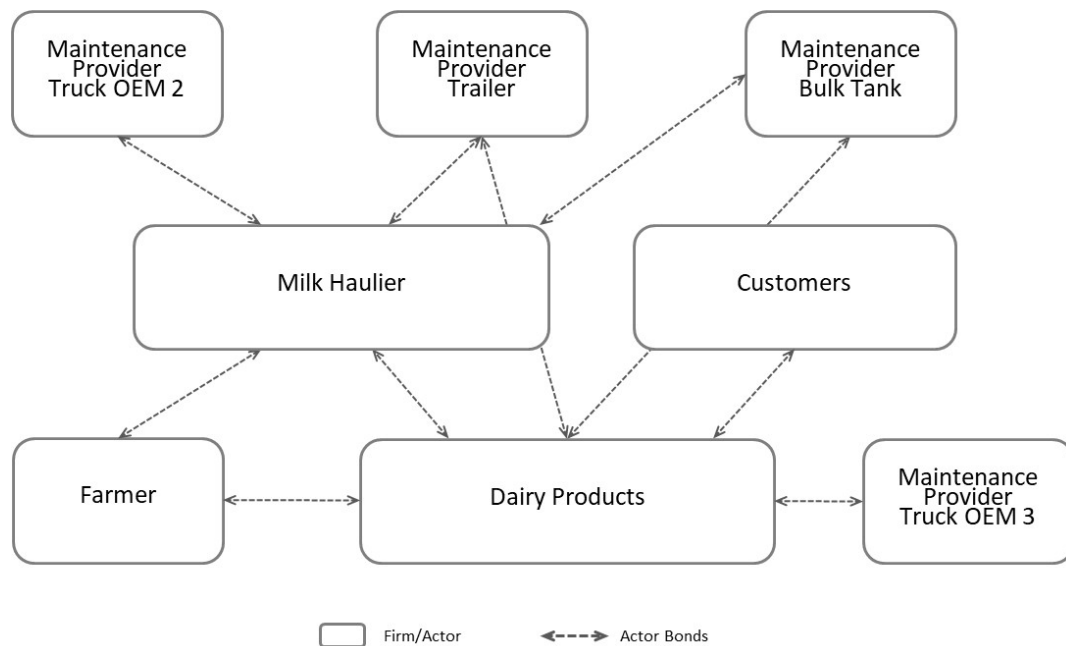 Maintenance
Provider
Truck OEM 2
Maintenance
Provider
Trailer
Maintenance
Provider
Bulk Tank
Milk Haulier
Customers
Farmer
Dairy Products
Maintenance
Provider
Truck OEM 3
Firm/Actor
Actor Bonds